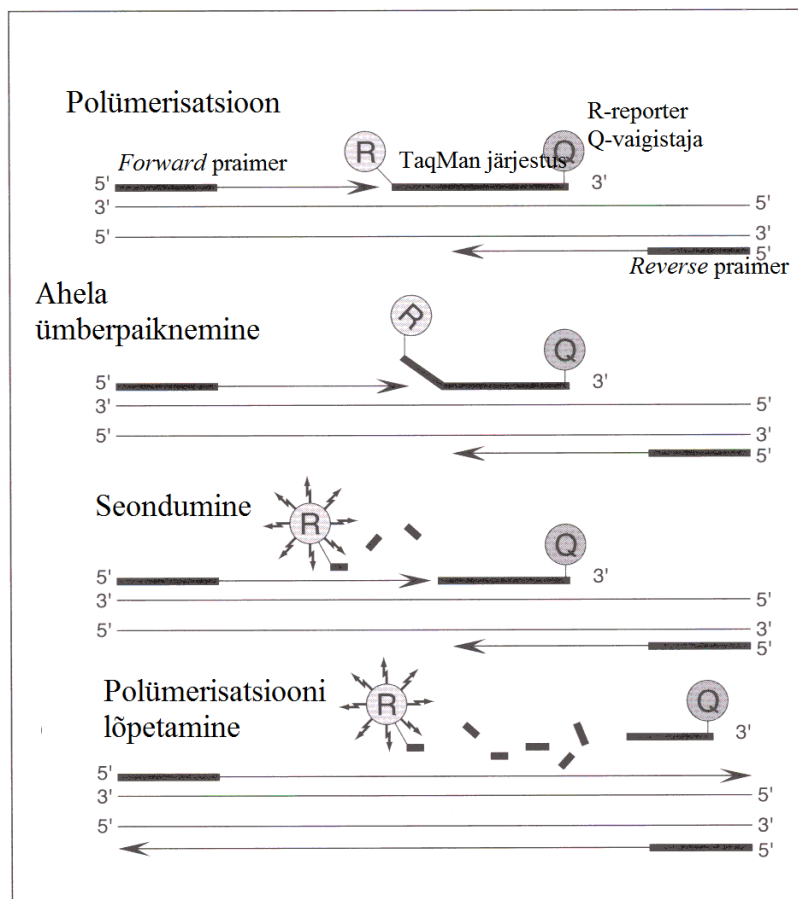 Polümerisatsioon
R-reporter
Q-vaigistaja
R
TaqMan järjestus
Q
Forward praimer
5'
3'
3'
5'
5'
3'
5'
Reverse praimer
Ahela
ümberpaiknemine
R
Q
5'
3'
3'
5'
5'
3'
5'
Seondumine
R
Q
5'
3'
3'
5'
5'
3'
5'
Polümerisatsiooni
lõpetamine
R
Q
3'
5'
3'
5'
5'
3'
5'